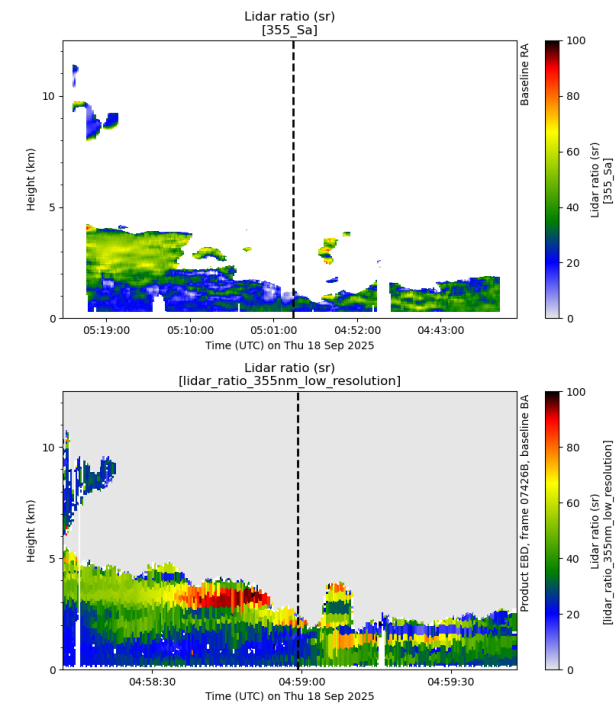 Lidar ratio (sr)
[355_Sa]
Baseline RA
Height (km)
10
5
0
05:19:00 05:10:00 05:01:00 04:52:00 04:43:00
Time (UTC) on Thu 18 Sep 2025
100
80
60
40
20
0
Lidar ratio (sr)
[355_Sa]
Lidar ratio (sr)
[lidar_ratio_355nm_low_resolution]
Product EBD, frame 07426B, baseline BA
Height (km)
10
5
0
04:58:30 04:59:00 04:59:30
Time (UTC) on Thu 18 Sep 2025
100
80
60
40
20
0
Lidar ratio (sr)
[lidar_ratio_355nm_low_resolution]